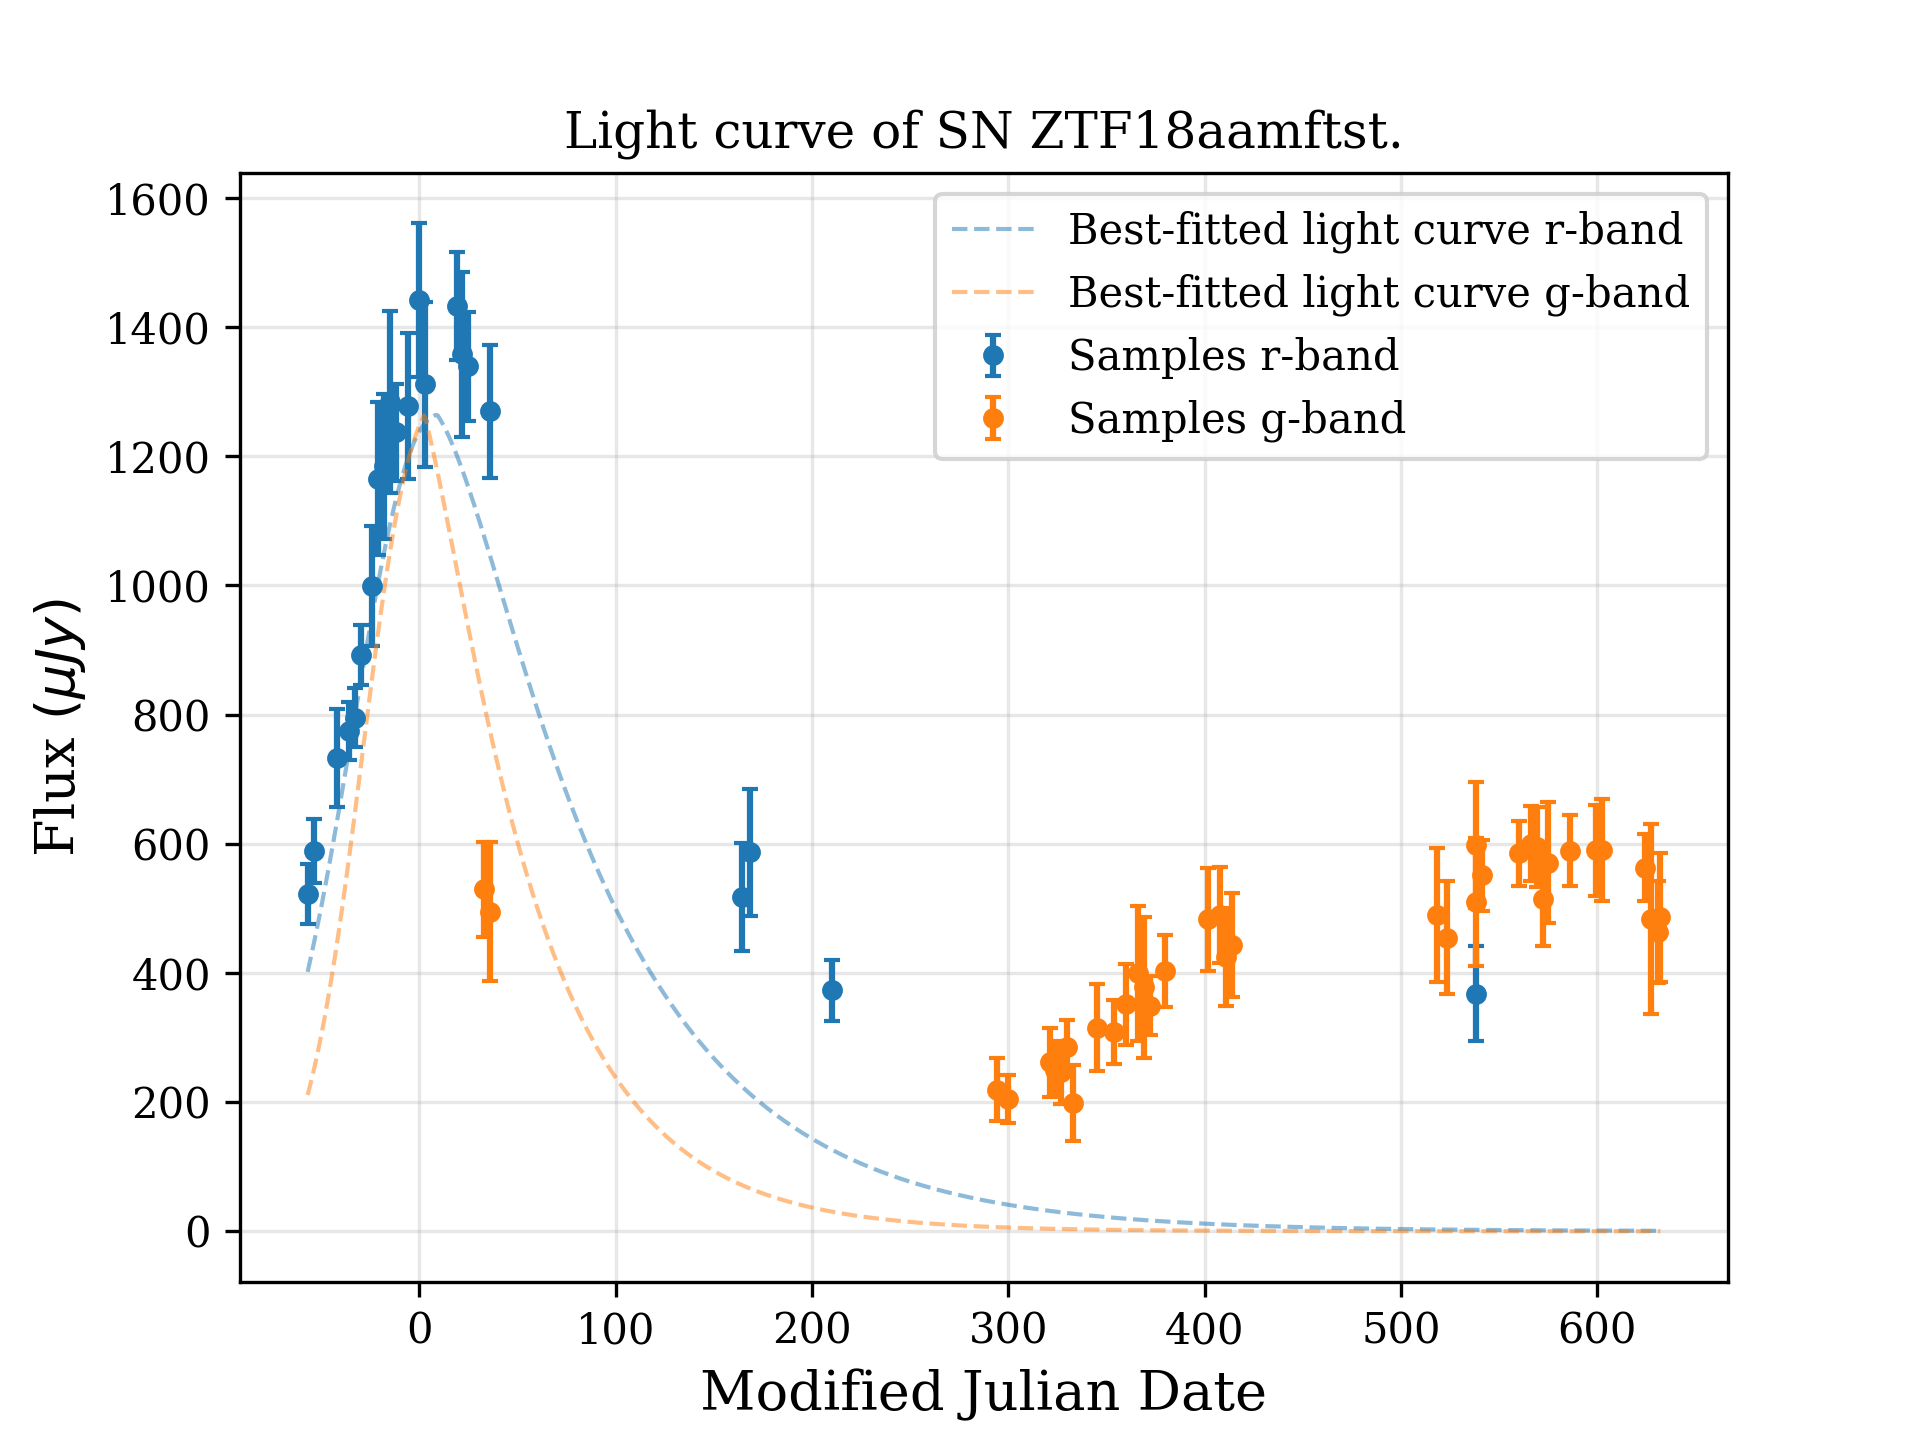 Light curve of SN ZTF18aamftst.
1600
1400
1200
1000
800
600
400
200
0
Flux (μJy)
Best-fitted light curve r-band
Best-fitted light curve g-band
Samples r-band
Samples g-band
0 100 200 300 400 500 600
Modified Julian Date